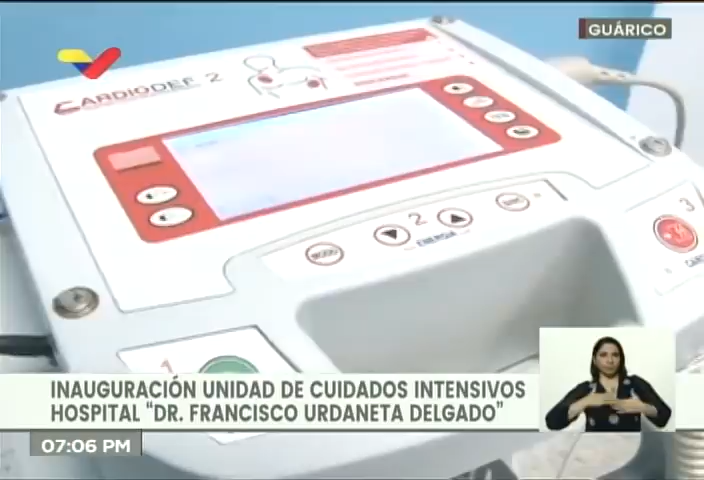 GUÁRICO
CARDIODEF 2
2
ENERGIA
MODO
3
1
INAUGURACIÓN UNIDAD DE CUIDADOS INTENSIVOS
HOSPITAL "DR. FRANCISCO URDANETA DELGADO"
07:06 PM